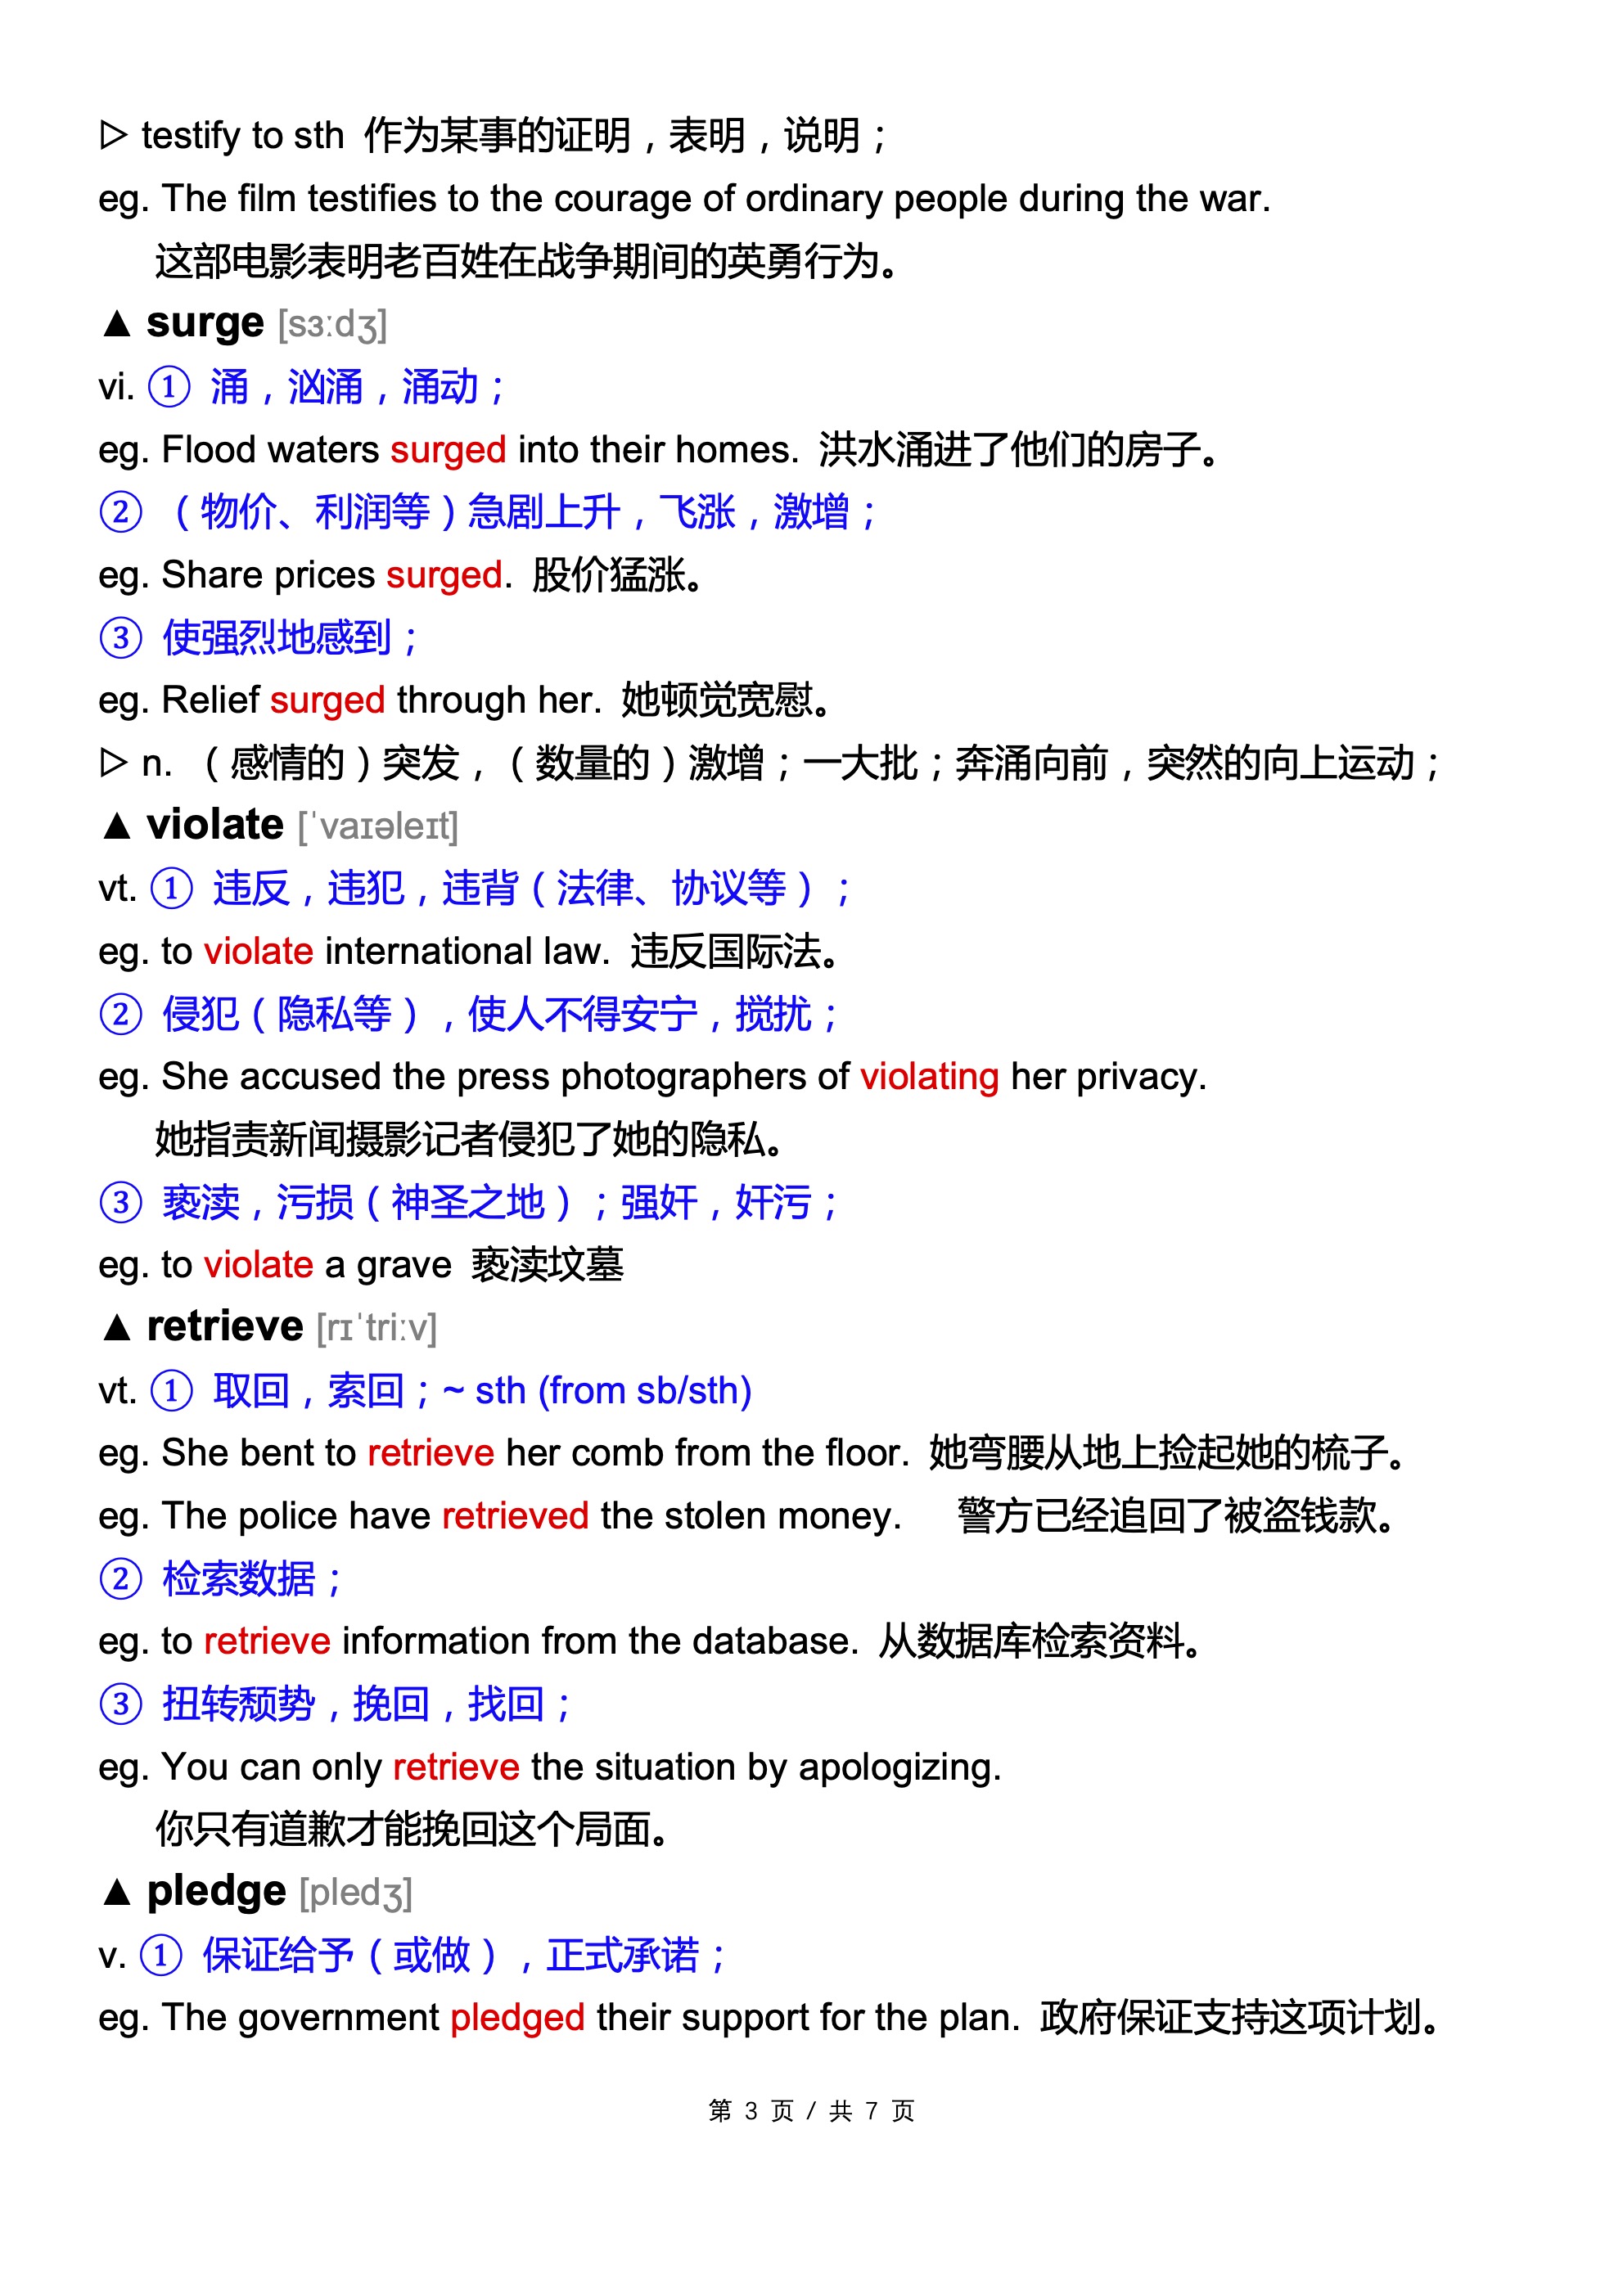 ▷ testify to sth 作为某事的证明，表明，说明；
eg. The film testifies to the courage of ordinary people during the war.
这部电影表明老百姓在战争期间的英勇行为。
▲ surge [sɜːdʒ]
vi. ① 涌，汹涌，涌动；
eg. Flood waters surged into their homes. 洪水涌进了他们的房子。
② （物价、利润等）急剧上升，飞涨，激增；
eg. Share prices surged. 股价猛涨。
③ 使强烈地感到；
eg. Relief surged through her. 她顿觉宽慰。
▷ n. （感情的）突发，（数量的）激增；一大批；奔涌向前，突然的向上运动；
▲ violate [ˈvaɪəleɪt]
vt. ① 违反，违犯，违背（法律、协议等）；
eg. to violate international law. 违反国际法。
② 侵犯（隐私等），使人不得安宁，搅扰；
eg. She accused the press photographers of violating her privacy.
她指责新闻摄影记者侵犯了她的隐私。
③ 亵渎，污损（神圣之地）；强奸，奸污；
eg. to violate a grave 亵渎坟墓
▲ retrieve [rɪˈtriːv]
vt. ① 取回，索回；~ sth (from sb/sth)
eg. She bent to retrieve her comb from the floor. 她弯腰从地上捡起她的梳子。
eg. The police have retrieved the stolen money. 警方已经追回了被盗钱款。
② 检索数据；
eg. to retrieve information from the database. 从数据库检索资料。
③ 扭转颓势，挽回，找回；
eg. You can only retrieve the situation by apologizing.
你只有道歉才能挽回这个局面。
▲ pledge [pledʒ]
v. ① 保证给予（或做），正式承诺；
eg. The government pledged their support for the plan. 政府保证支持这项计划。
第 3 页 / 共 7 页